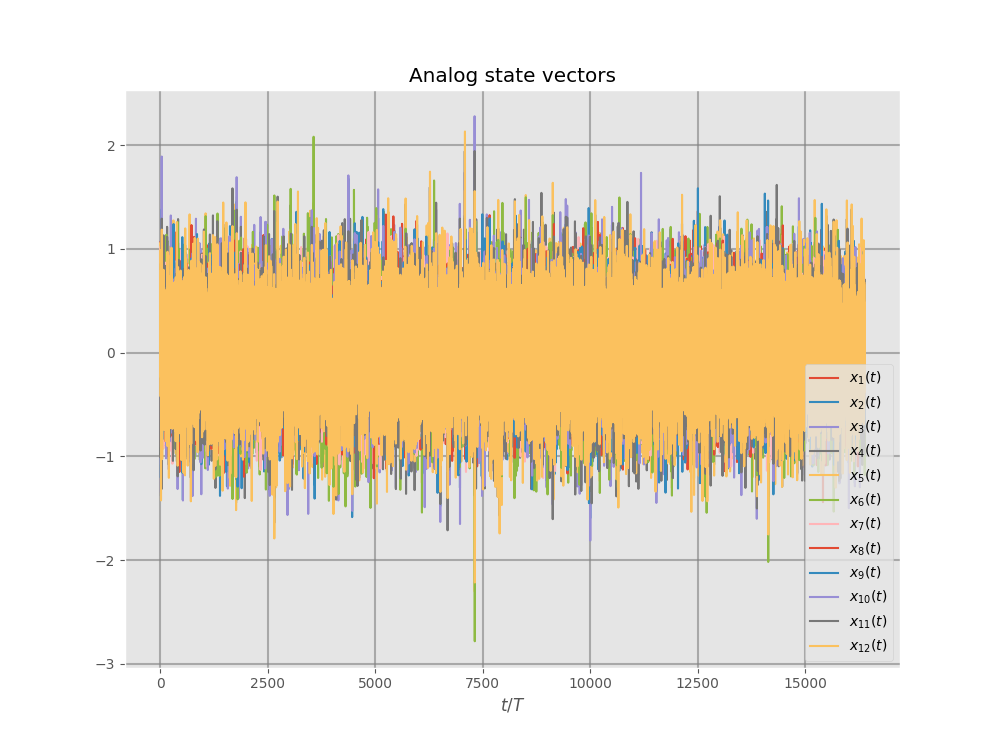 Analog state vectors
2
1
0
−1
−2
−3
0 2500 5000 7500 10000 12500 15000
t/T
x₁(t)
x₂(t)
x₃(t)
x₄(t)
x₅(t)
x₆(t)
x₇(t)
x₈(t)
x₉(t)
x₁₀(t)
x₁₁(t)
x₁₂(t)